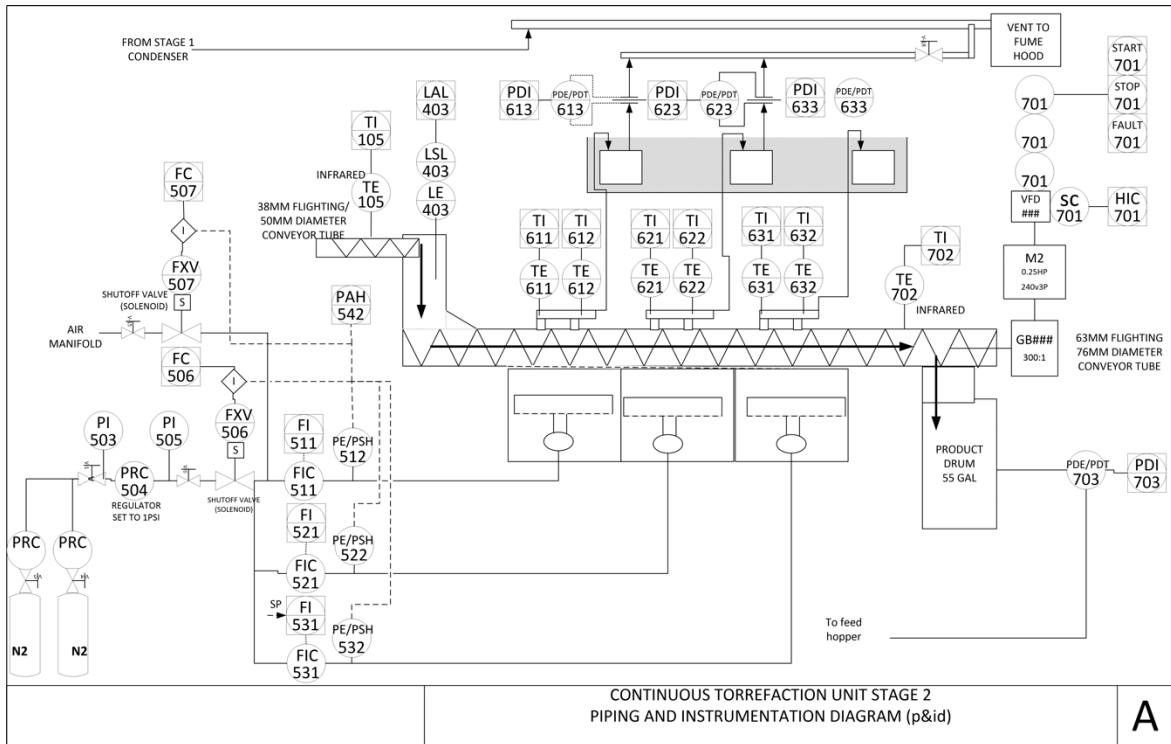 FROM STAGE 1
CONDENSER
VENT TO
FUME
HOOD
LAL
403
LSL
403
LE
403
TI
105
INFRARED
TE
105
38MM FLIGHTING/
50MM DIAMETER
CONVEYOR TUBE
PDI
613
PDE/PDT
613
PDI
623
PDE/PDT
623
PDI
633
PDE/PDT
633
START
701
STOP
701
FAULT
701
701
701
701
VFD
###
SC
701
HIC
701
M2
0.25HP
240v3P
GB###
300:1
63MM FLIGHTING
76MM DIAMETER
CONVEYOR TUBE
FC
507
I
FXV
507
SHUTOFF VALVE
(SOLENOID)
S
AIR
MANIFOLD
FC
506
I
FXV
506
S
SHUTOFF VALVE
(SOLENOID)
PAH
542
TI
611
TI
612
TI
621
TI
622
TI
631
TI
632
TE
611
TE
612
TE
621
TE
622
TE
631
TE
632
TI
702
TE
702
INFRARED
PI
503
PRC
504
REGULATOR
SET TO 1PSI
PI
505
FI
511
FIC
511
PE/PSH
512
FI
521
FIC
521
PE/PSH
522
SP
FI
531
FIC
531
PE/PSH
532
PRC
PRC
N2
N2
PRODUCT
DRUM
55 GAL
PDE/PDT
703
PDI
703
To feed
hopper
CONTINUOUS TORREFACTION UNIT STAGE 2
PIPING AND INSTRUMENTATION DIAGRAM (p&id)
A